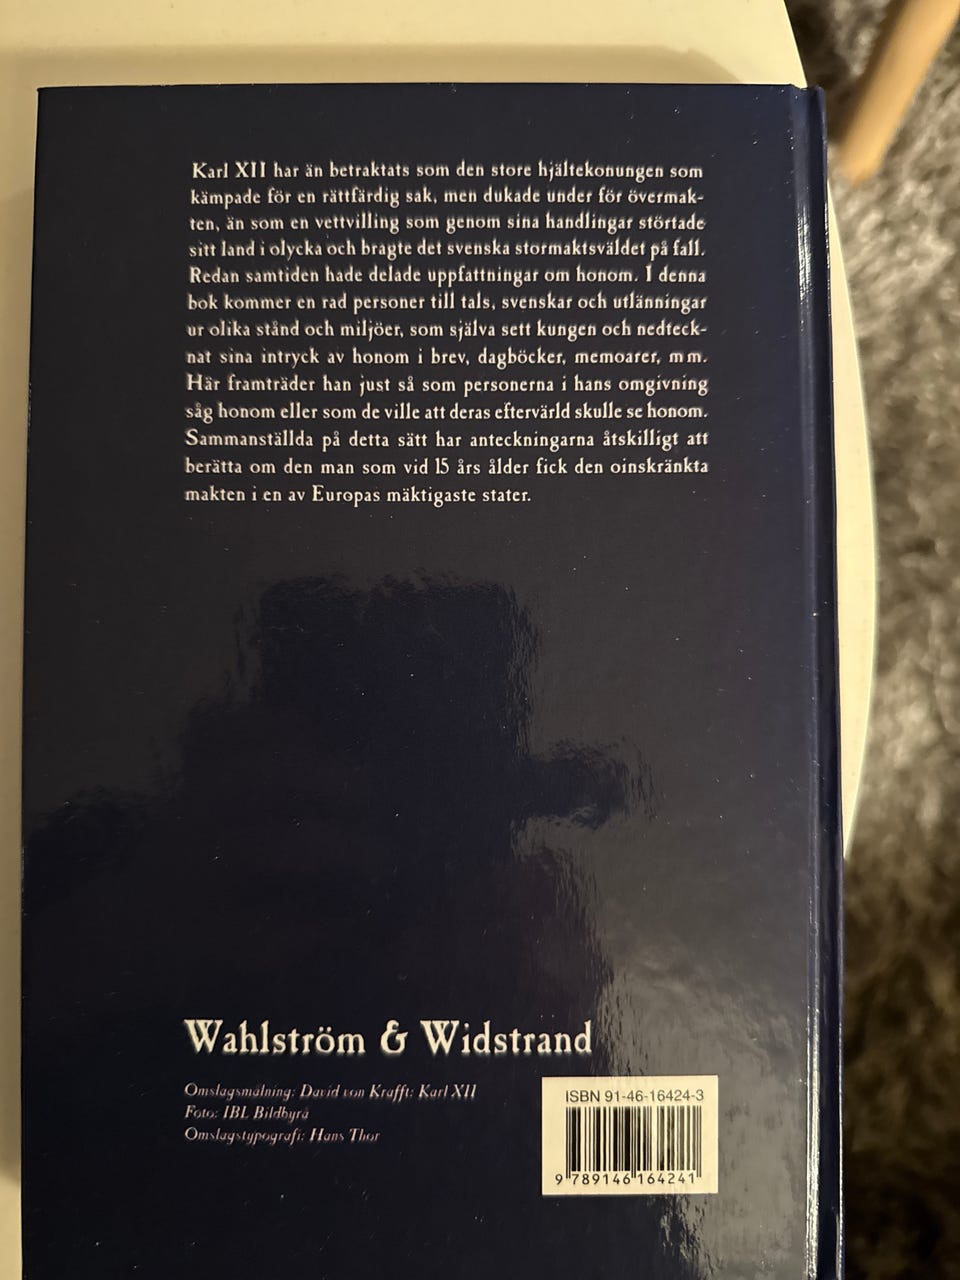 Karl XII har än betraktats som den store hjältekonungen som
kämpade för en rättfärdig sak, men dukade under för övermak-
ten, än som en vettvilling som genom sina handlingar störtade
sitt land i olycka och bragte det svenska stormaktsväldet på fall.
Redan samtiden hade delade uppfattningar om honom. I denna
bok kommer en rad personer till tals, svenskar och utlänningar
ur olika stånd och miljöer, som själva sett kungen och nedteck-
nat sina intryck av honom i brev, dagböcker, memoarer, m m.
Här framträder han just så som personerna i hans omgivning
såg honom eller som de ville att deras eftervärld skulle se honom.
Sammanställda på detta sätt har anteckningarna åtskilligt att
berätta om den man som vid 15 års ålder fick den oinskränkta
makten i en av Europas mäktigaste stater.
Wahlström & Widstrand
Omslagsmålning: David von Krafft: Karl XII
Foto: IBL Bildbyrå
Omslagstypografi: Hans Thor
ISBN 91-46-16424-3
9 789146 164241